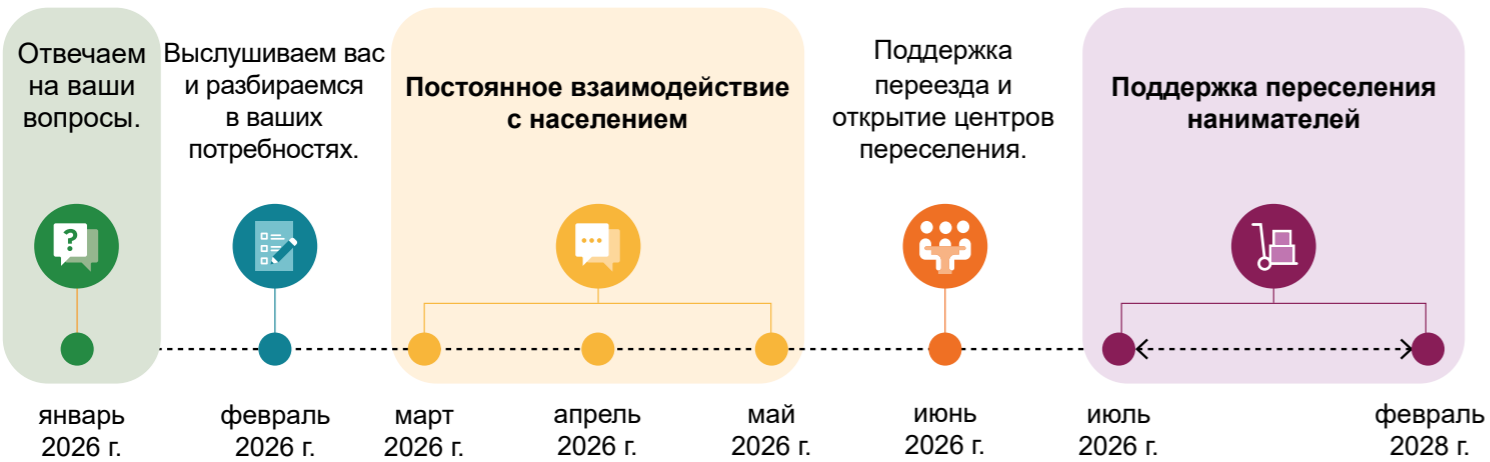 Отвечаем
на ваши
вопросы.
Выслушиваем вас
и разбираемся
в ваших
потребностях.
Постоянное взаимодействие
с населением
Поддержка
переезда и
открытие центров
переселения.
Поддержка переселения
нанимателей
?
январь
2026 г.
февраль
2026 г.
март
2026 г.
апрель
2026 г.
май
2026 г.
июнь
2026 г.
июль
2026 г.
февраль
2028 г.